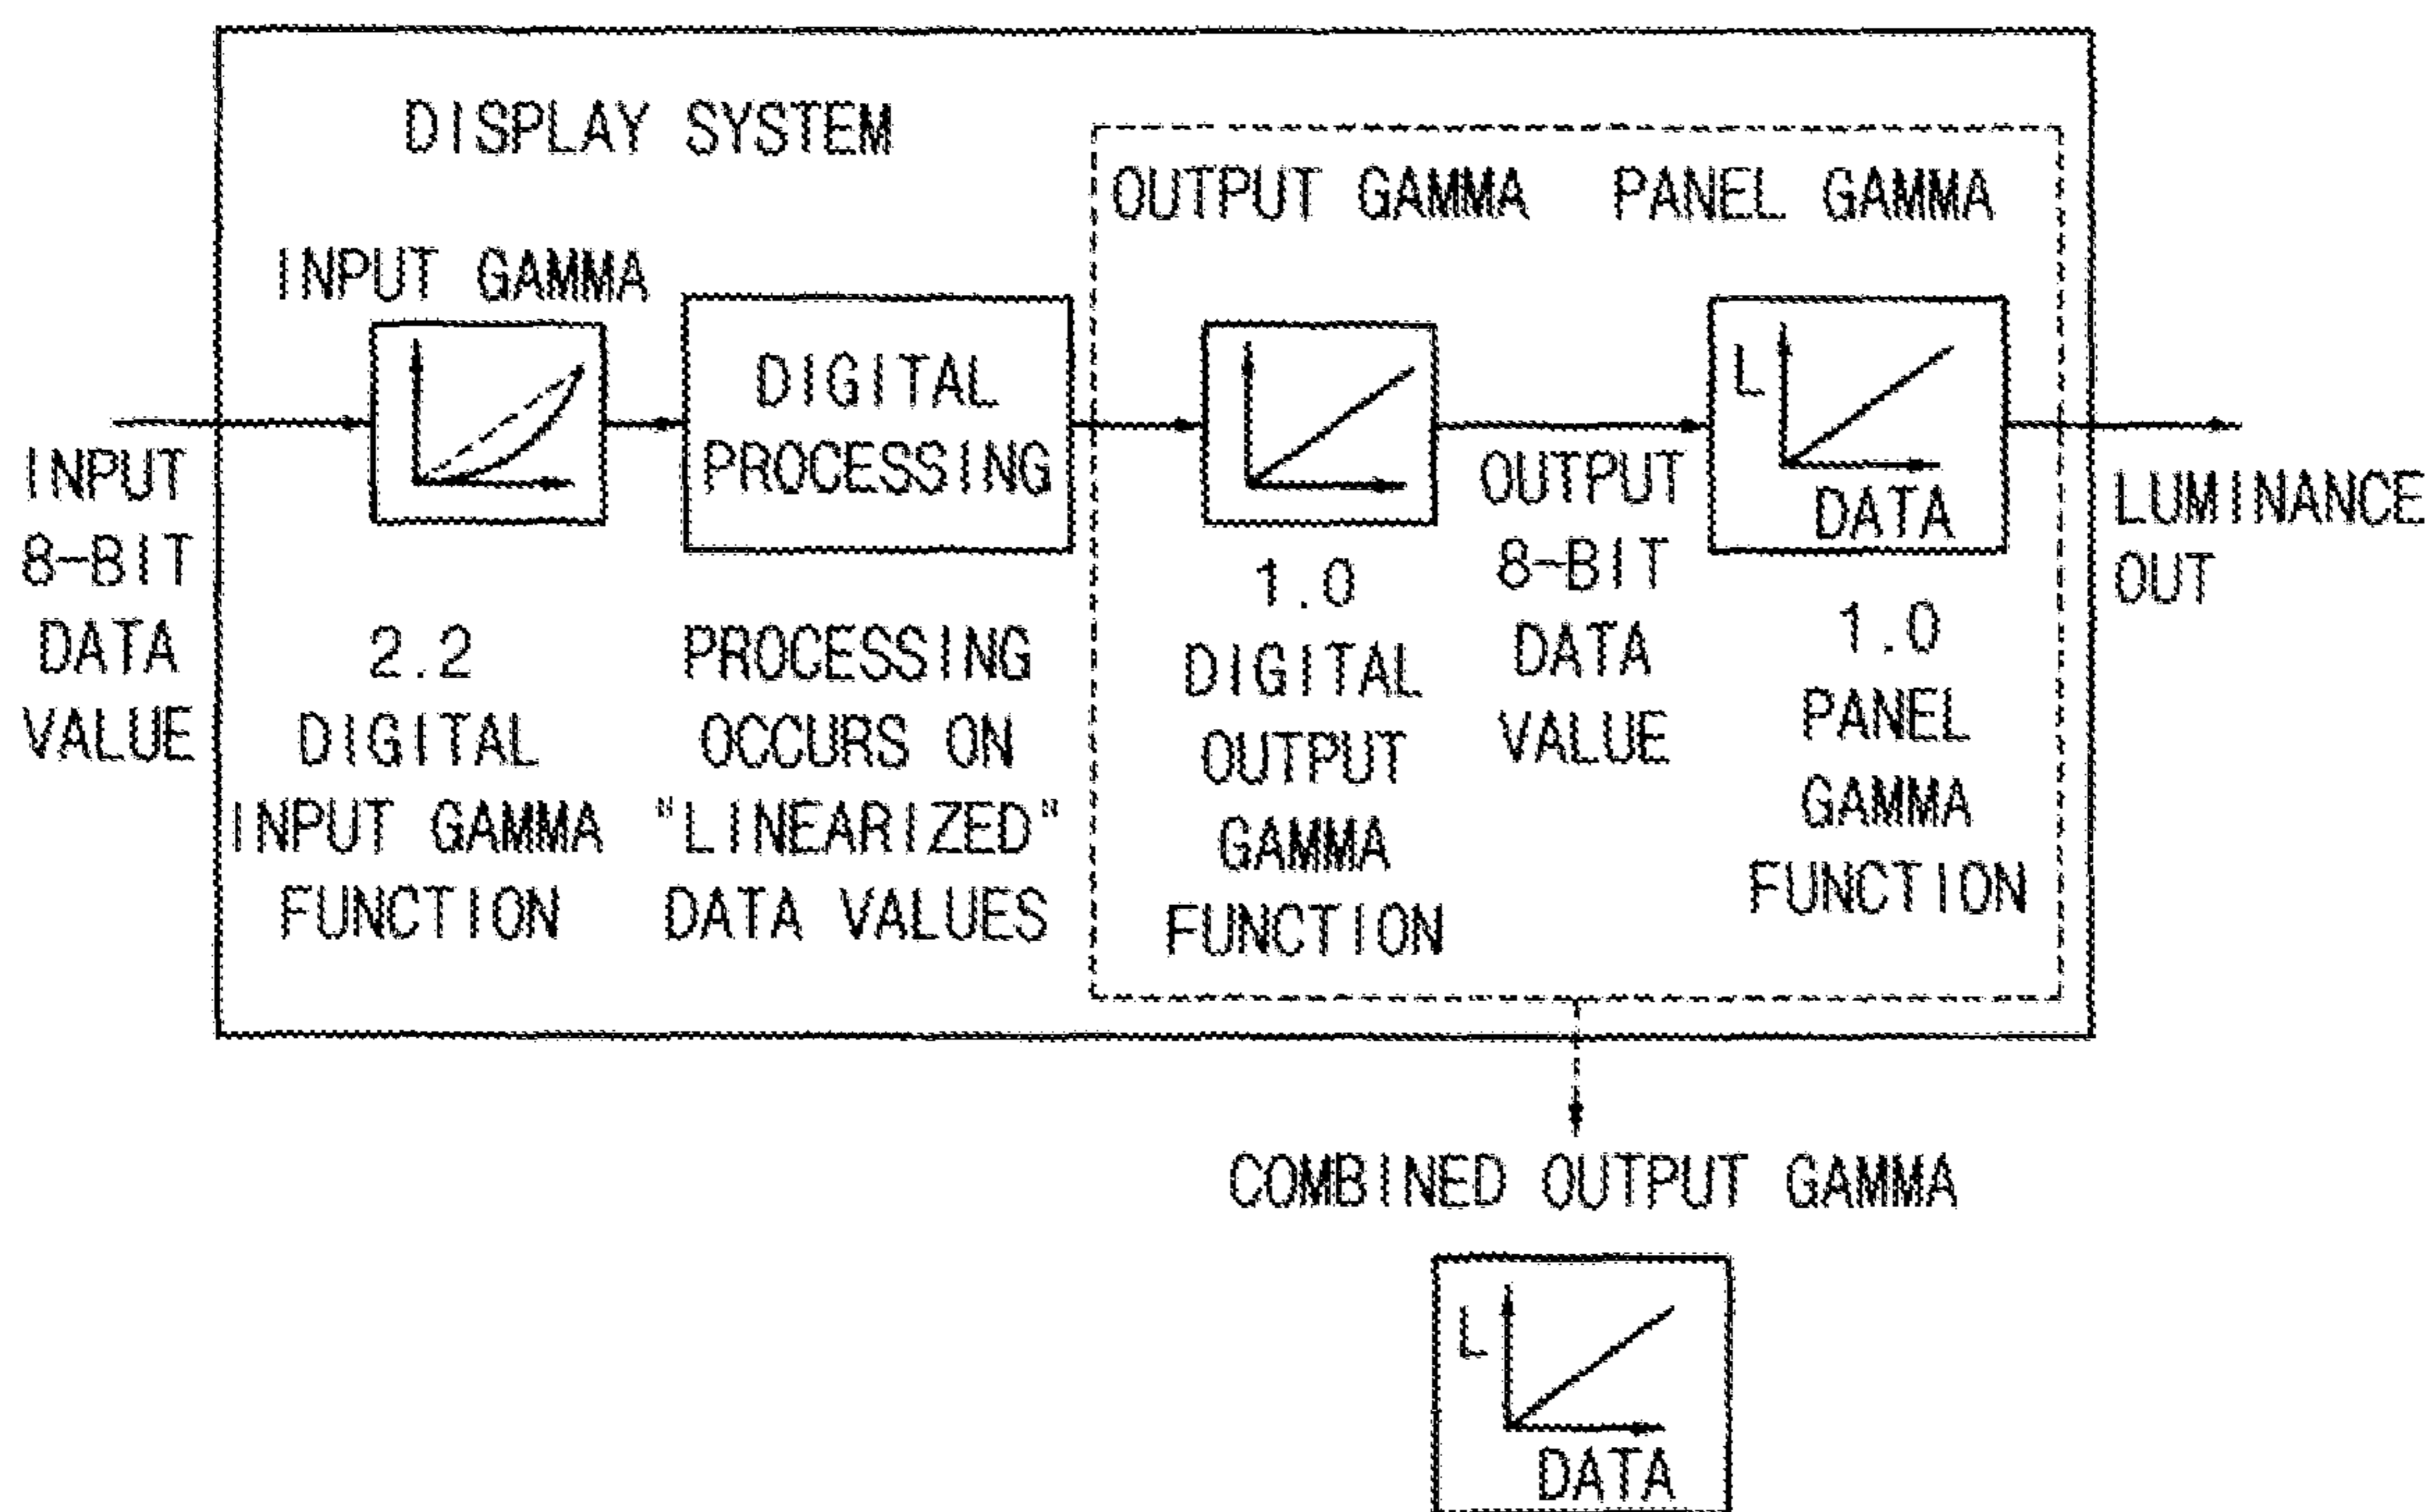 DISPLAY SYSTEM
OUTPUT GAMMA
PANEL GAMMA
INPUT GAMMA
DIGITAL
PROCESSING
L
DATA
INPUT
8-BIT
DATA
VALUE
2.2
DIGITAL
INPUT GAMMA
FUNCTION
PROCESSING
OCCURS ON
"LINEARIZED"
DATA VALUES
1.0
DIGITAL
OUTPUT
GAMMA
FUNCTION
OUTPUT
8-BIT
DATA
VALUE
1.0
PANEL
GAMMA
FUNCTION
LUMINANCE
OUT
COMBINED OUTPUT GAMMA
L
DATA